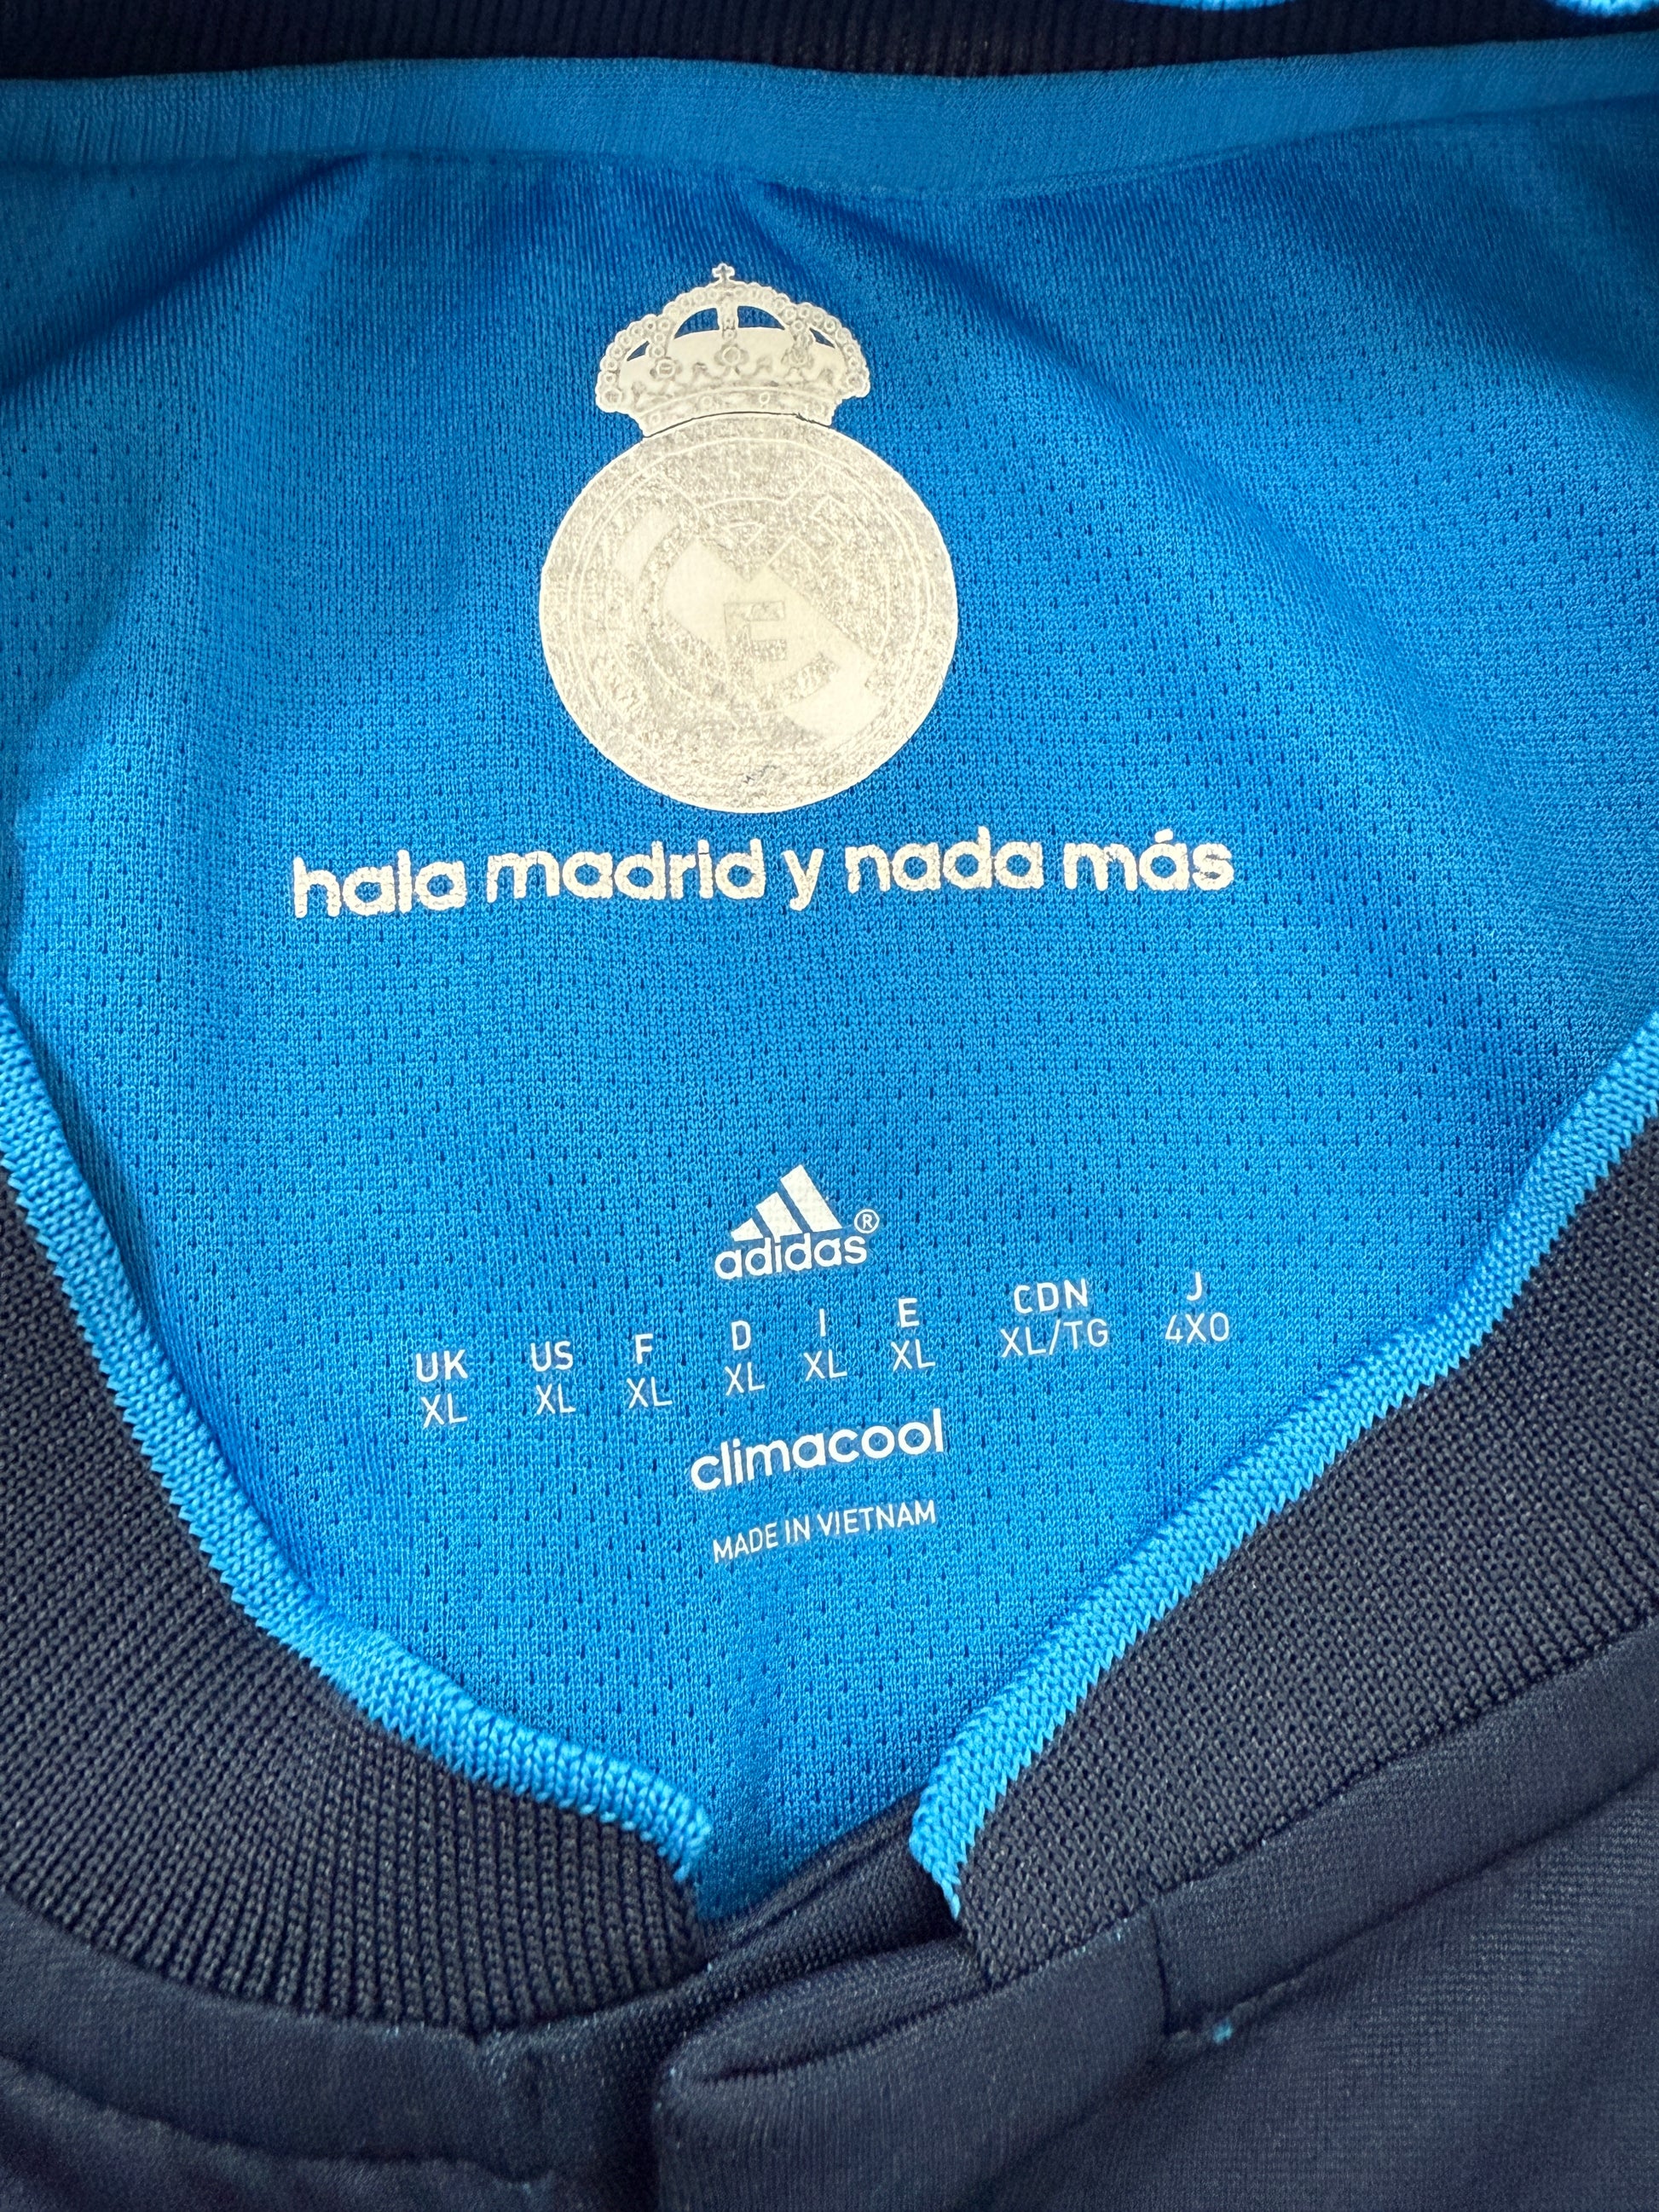 hala madrid y nada más
adidas®
UK US F D I E CDN J
XL XL XL XL XL XL XL/TG 4XO
climacool
MADE IN VIETNAM